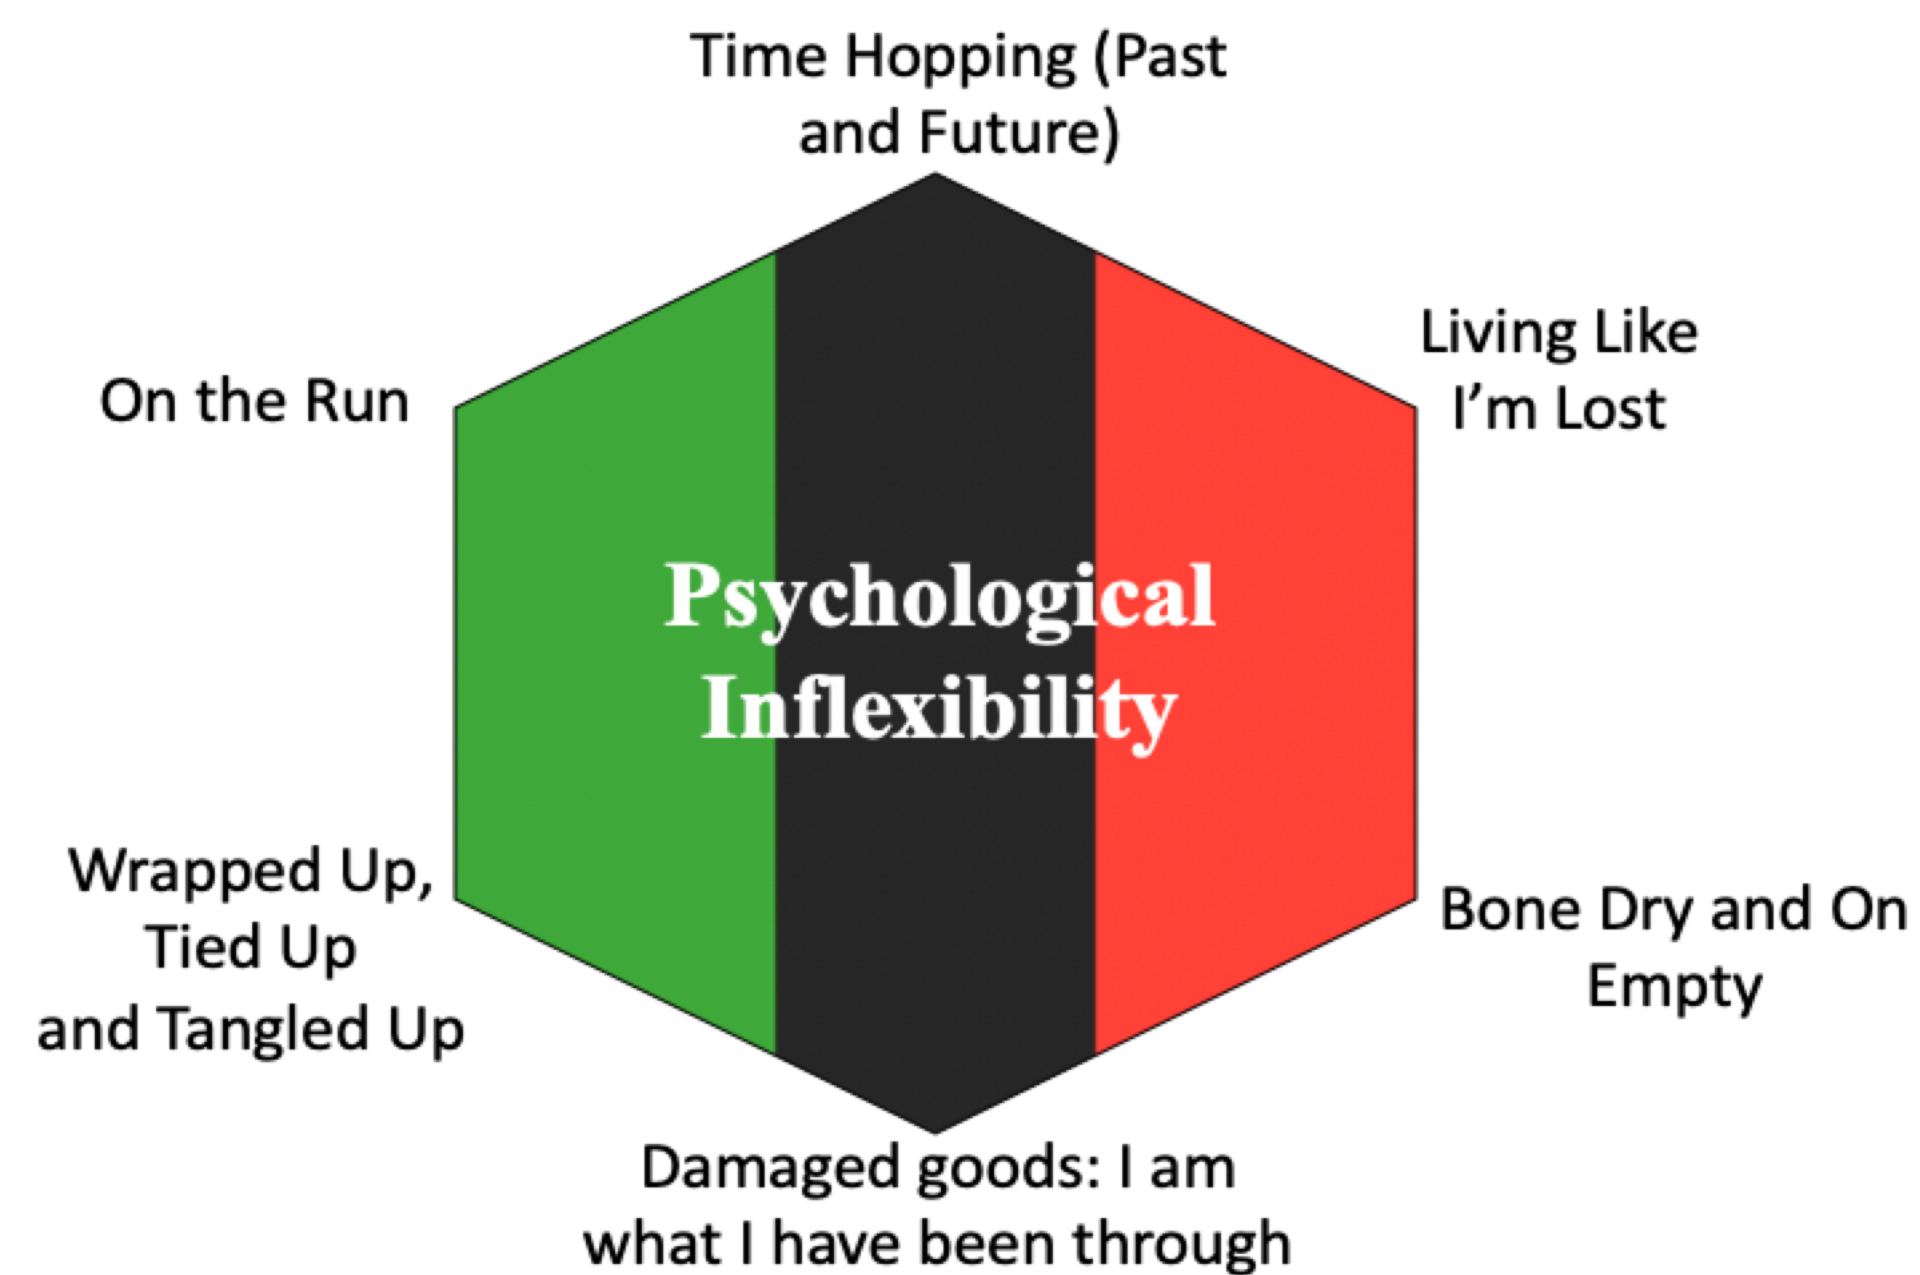 Time Hopping (Past
and Future)
Living Like
I’m Lost
On the Run
Psychological
Inflexibility
Wrapped Up,
Tied Up
and Tangled Up
Bone Dry and On
Empty
Damaged goods: I am
what I have been through